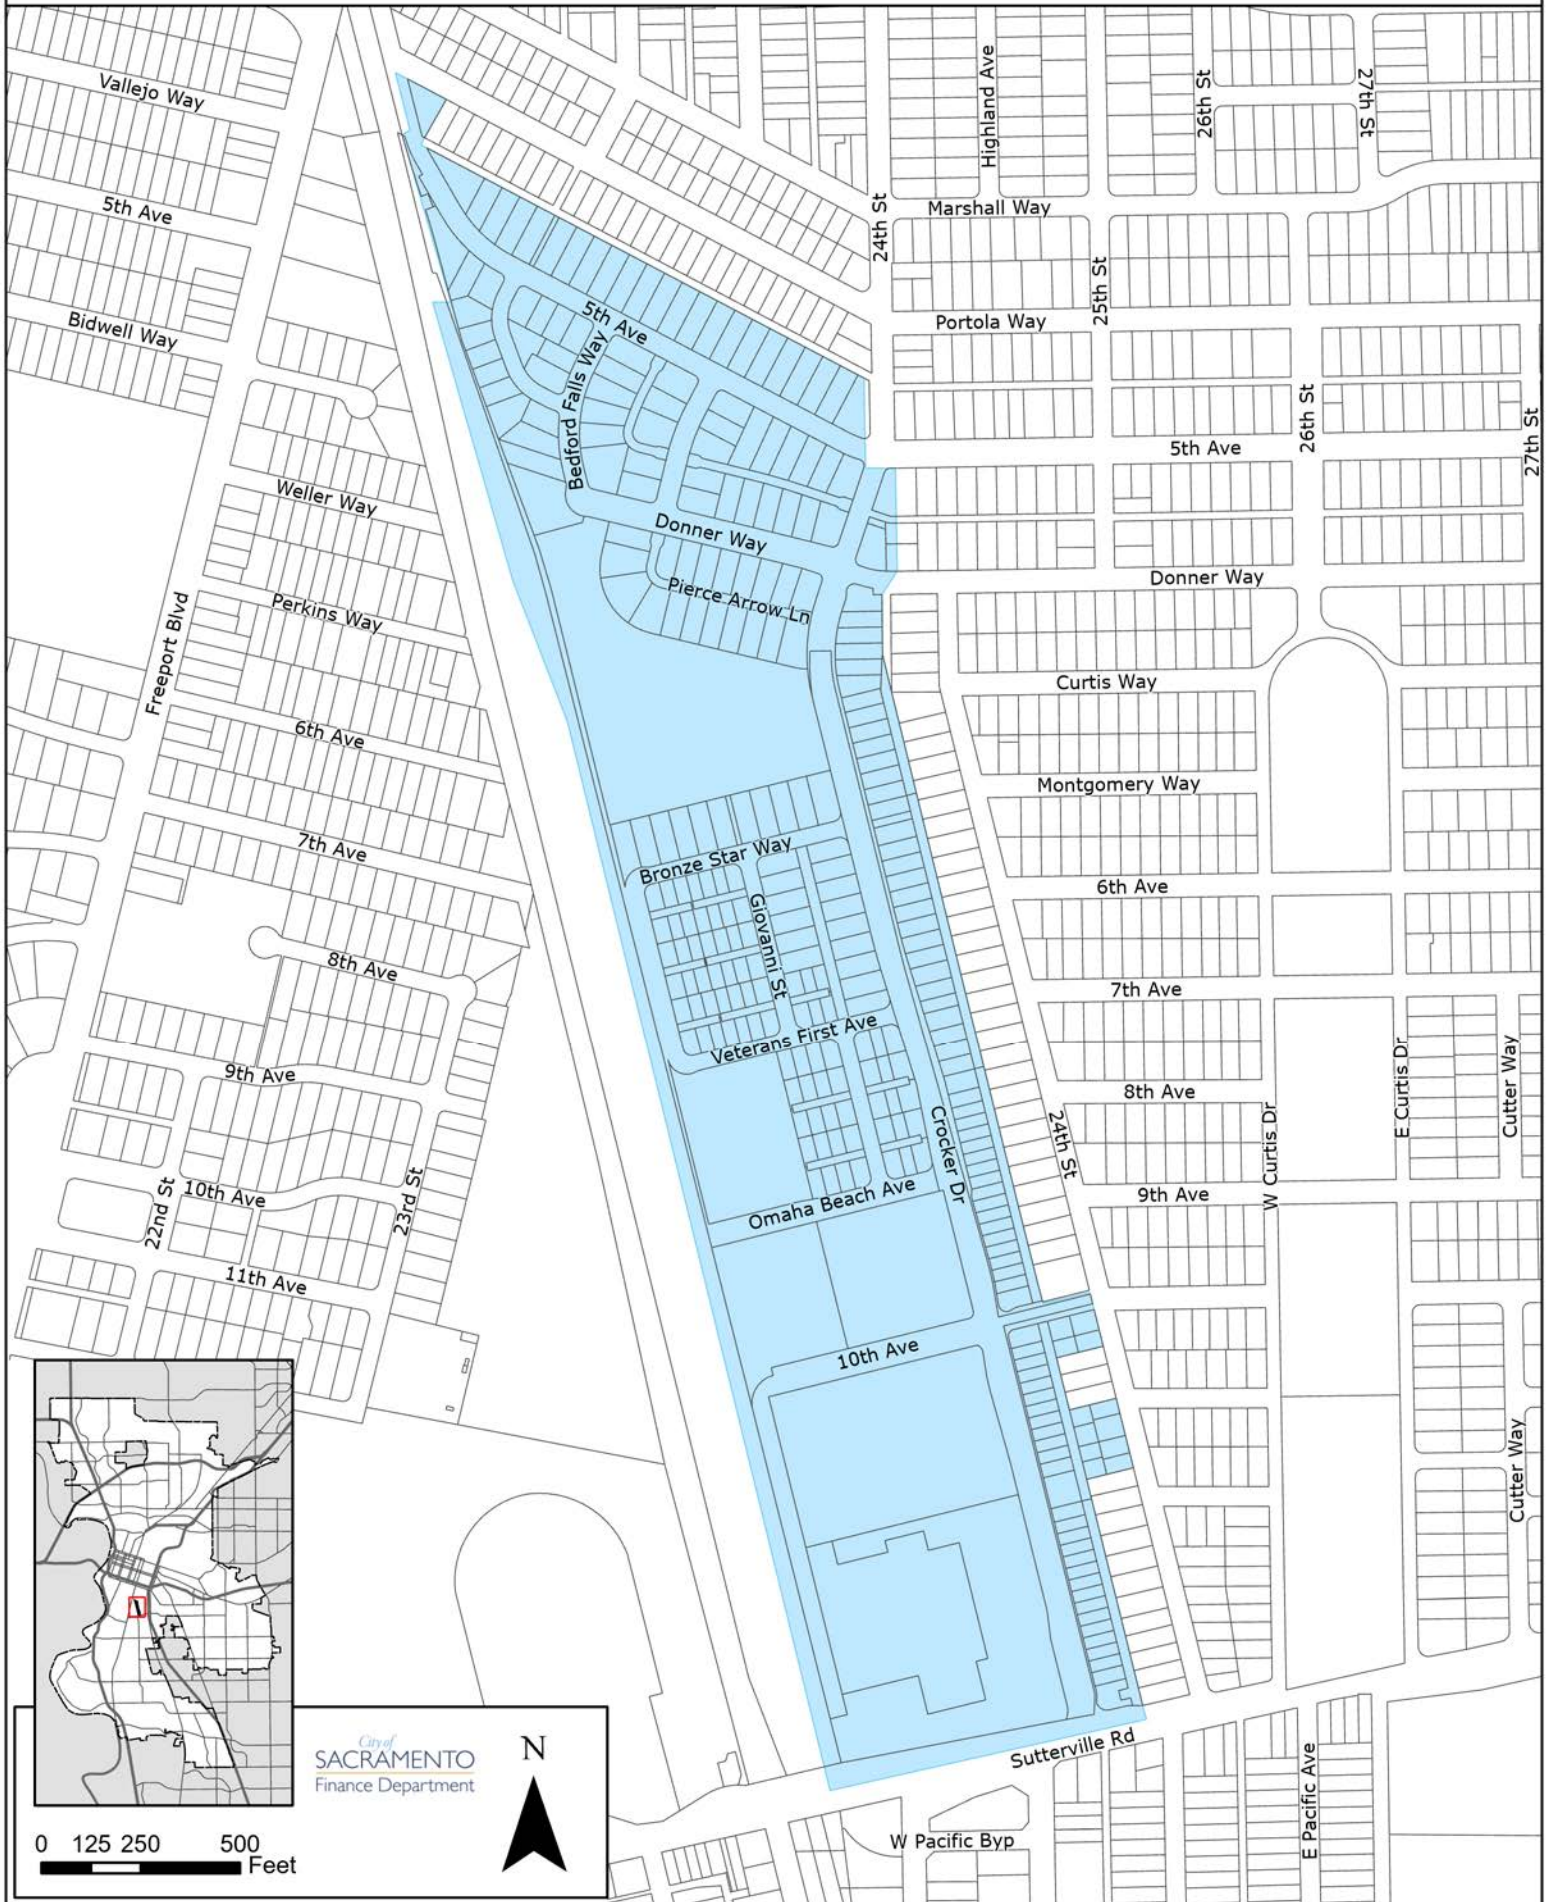 Vallejo Way
Highland Ave
26th St
27th St
5th Ave
24th St
Marshall Way
25th St
Bidwell Way
5th Ave
Portola Way
Bedford Falls Way
26th St
27th St
5th Ave
Weller Way
Donner Way
Donner Way
Pierce Arrow Ln
Perkins Way
Freeport Blvd
Curtis Way
6th Ave
Montgomery Way
7th Ave
Bronze Star Way
6th Ave
Giovanni St
8th Ave
7th Ave
Veterans First Ave
9th Ave
8th Ave
E Curtis Dr
Cutter Way
Crocker Dr
24th St
W Curtis Dr
10th Ave
22nd St
23rd St
Omaha Beach Ave
9th Ave
11th Ave
10th Ave
Cutter Way
Sutterville Rd
City of
SACRAMENTO
Finance Department
N
E Pacific Ave
W Pacific Byp
0 125 250 500
Feet